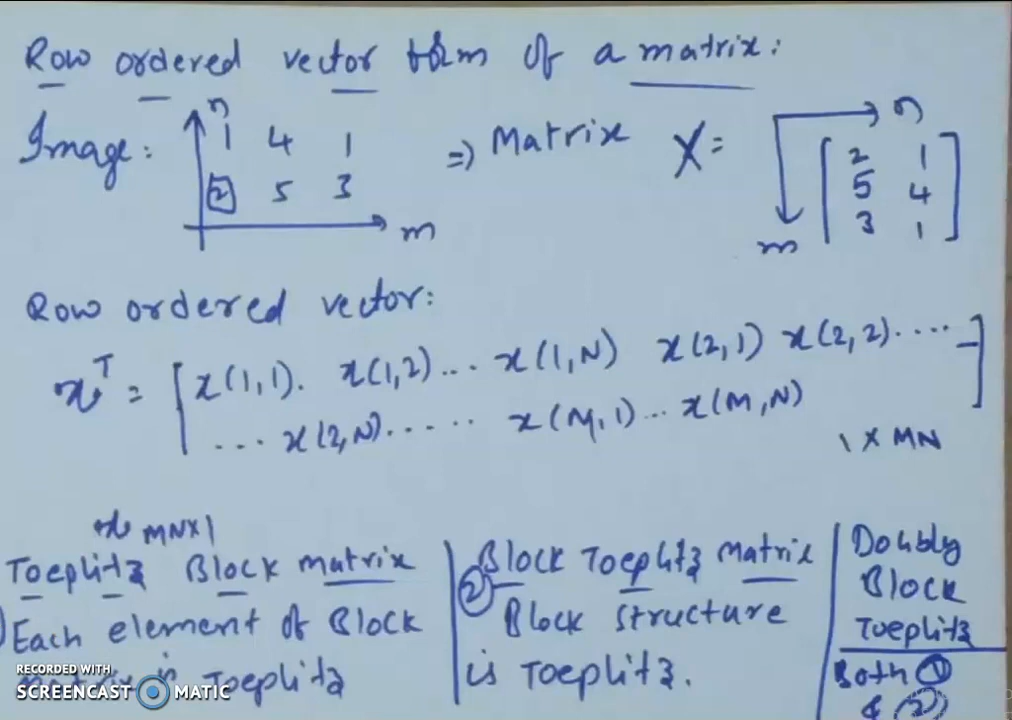 Row ordered vector form of a matrix:
Image: n 1 4 1
2 5 3
m
⇒ Matrix X =
n
m
[ 2 1
5 4
3 1 ]
Row ordered vector:
x^T = [ x(1,1). x(1,2)... x(1,N) x(2,1) x(2,2).....
... x(2,N)...... x(M,1)... x(M,N) ]
1 X MN
x MNX1
Toeplitz Block matrix
Each element of Block
matrix is Toeplitz
② Block Toeplitz Matrix
Block structure
is Toeplitz.
Doubly
Block
Toeplitz
Both ①
& ②
RECORDED WITH
SCREENCAST MATIC